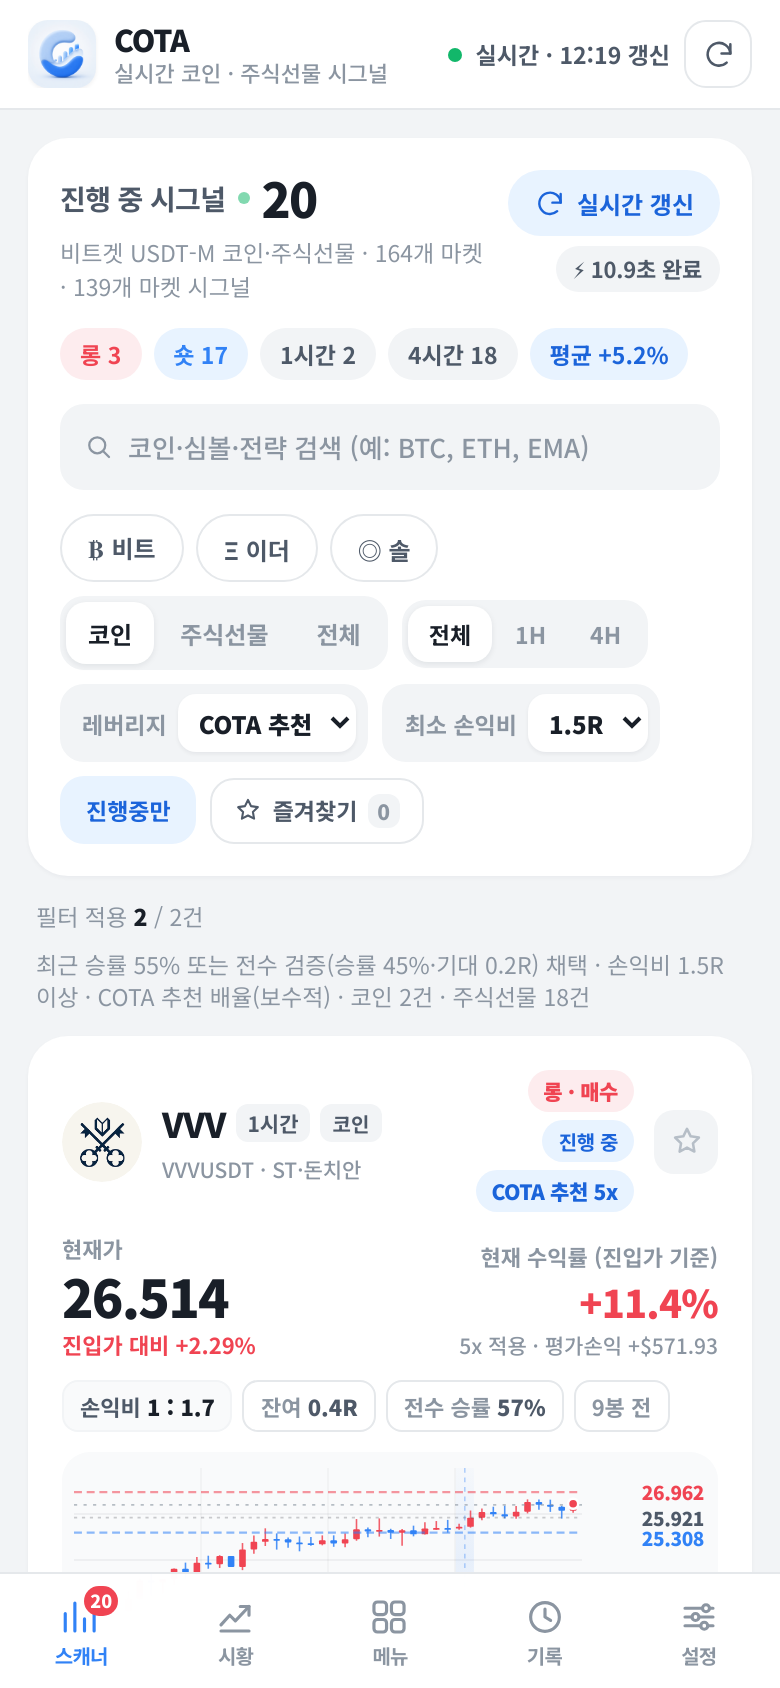 COTA
실시간 코인 · 주식선물 시그널
실시간 · 12:19 갱신
진행 중 시그널 20
실시간 갱신
비트겟 USDT-M 코인·주식선물 · 164개 마켓
· 139개 마켓 시그널
⚡ 10.9초 완료
롱 3 숏 17 1시간 2 4시간 18 평균 +5.2%
코인·심볼·전략 검색 (예: BTC, ETH, EMA)
₿ 비트 Ξ 이더 ◎ 솔
코인 주식선물 전체 전체 1H 4H
레버리지 COTA 추천 최소 손익비 1.5R
진행중만 즐겨찾기 0
필터 적용 2 / 2건
최근 승률 55% 또는 전수 검증(승률 45%·기대 0.2R) 채택 · 손익비 1.5R
이상 · COTA 추천 배율(보수적) · 코인 2건 · 주식선물 18건
롱 · 매수
VVV 1시간 코인
진행 중
VVVUSDT · ST·돈치안
COTA 추천 5x
현재가
현재 수익률 (진입가 기준)
26.514
+11.4%
진입가 대비 +2.29%
5x 적용 · 평가손익 +$571.93
손익비 1 : 1.7 잔여 0.4R 전수 승률 57% 9봉 전
26.962
25.921
25.308
20
스캐너 시황 메뉴 기록 설정